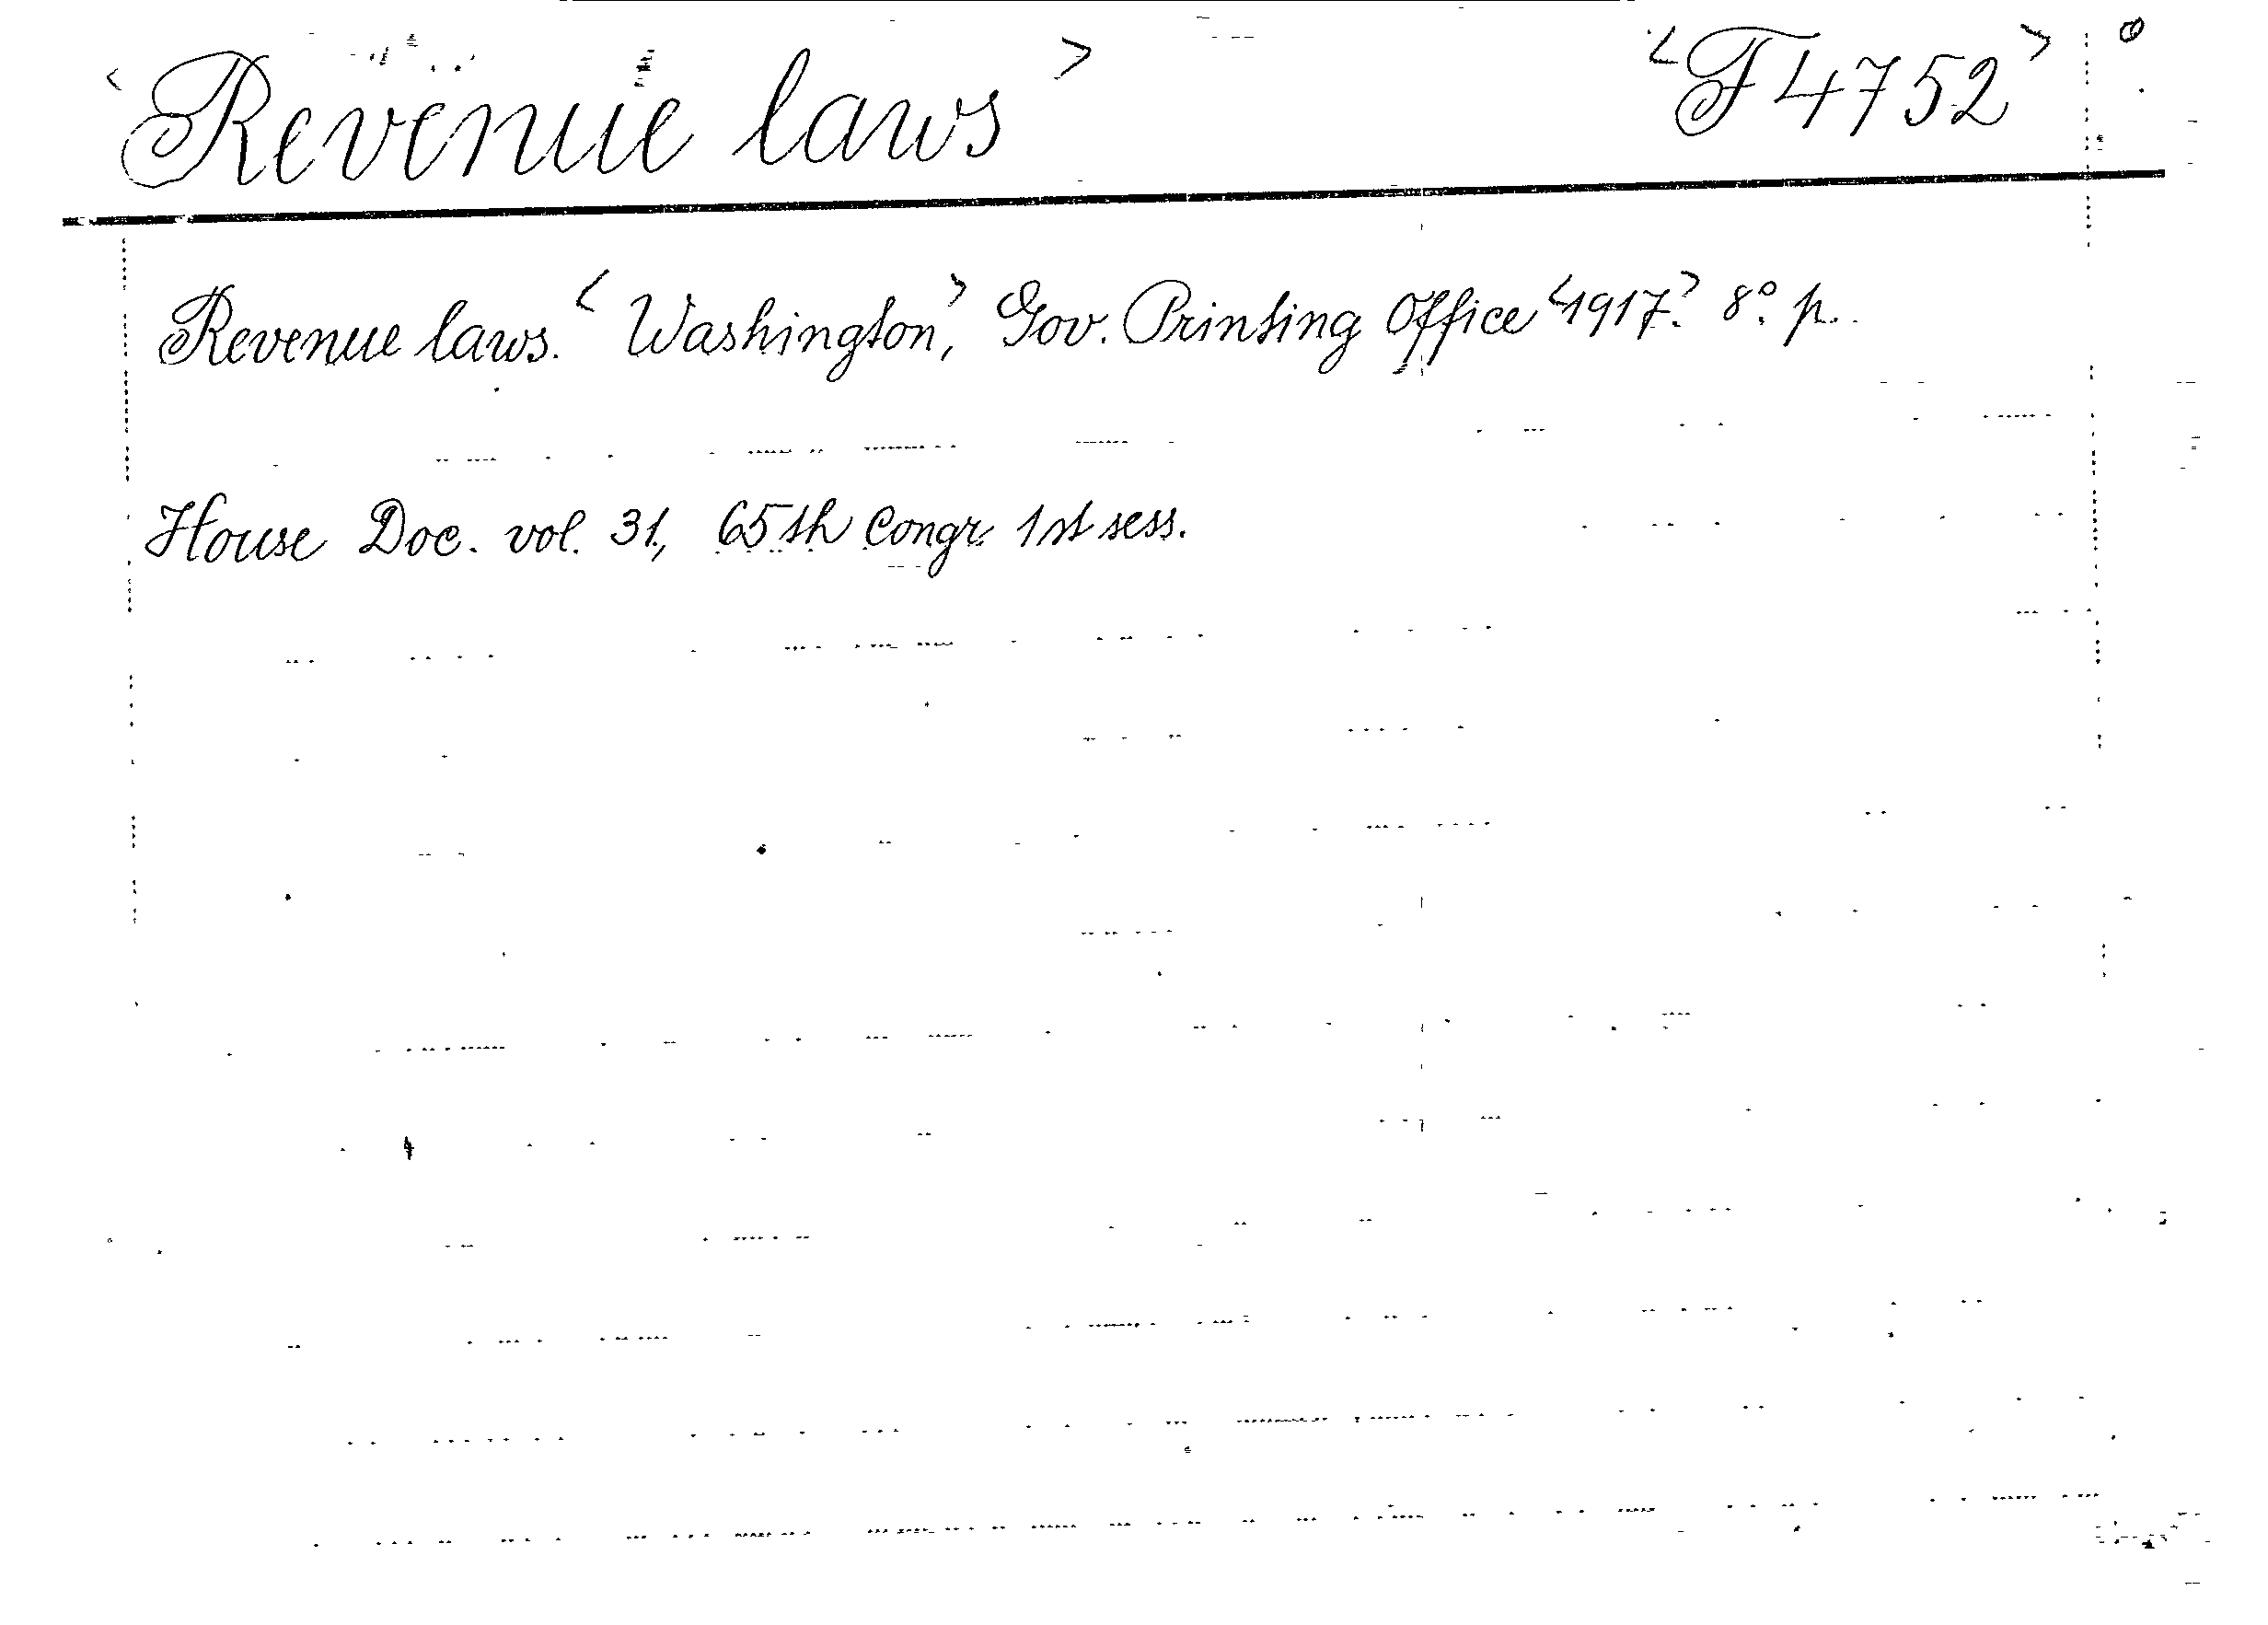 <Revenue laws> <F4752>
Revenue laws. <Washington>, Gov. Printing Office <1917>. 8° p.
House Doc. vol. 31, 65th Congr. 1st sess.